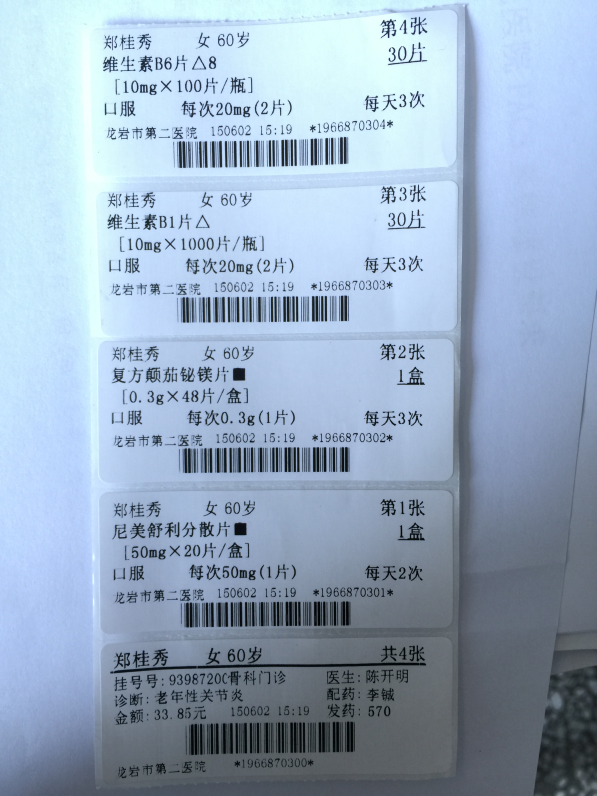 郑桂秀 女 60岁 第4张
维生素B6片△8 30片
[10mg×100片/瓶]
口服 每次20mg(2片) 每天3次
龙岩市第二医院 150602 15:19 *1966870304*
郑桂秀 女 60岁 第3张
维生素B1片△ 30片
[10mg×1000片/瓶]
口服 每次20mg(2片) 每天3次
龙岩市第二医院 150602 15:19 *1966870303*
郑桂秀 女 60岁 第2张
复方颠茄铋镁片■ 1盒
[0.3g×48片/盒]
口服 每次0.3g(1片) 每天3次
龙岩市第二医院 150602 15:19 *1966870302*
郑桂秀 女 60岁 第1张
尼美舒利分散片■ 1盒
[50mg×20片/盒]
口服 每次50mg(1片) 每天2次
龙岩市第二医院 150602 15:19 *1966870301*
郑桂秀 女 60岁 共4张
挂号号:9398720C骨科门诊 医生:陈开明
诊断:老年性关节炎 配药:李钺
金额:33.85元 150602 15:19 发药:570
龙岩市第二医院 *1966870300*